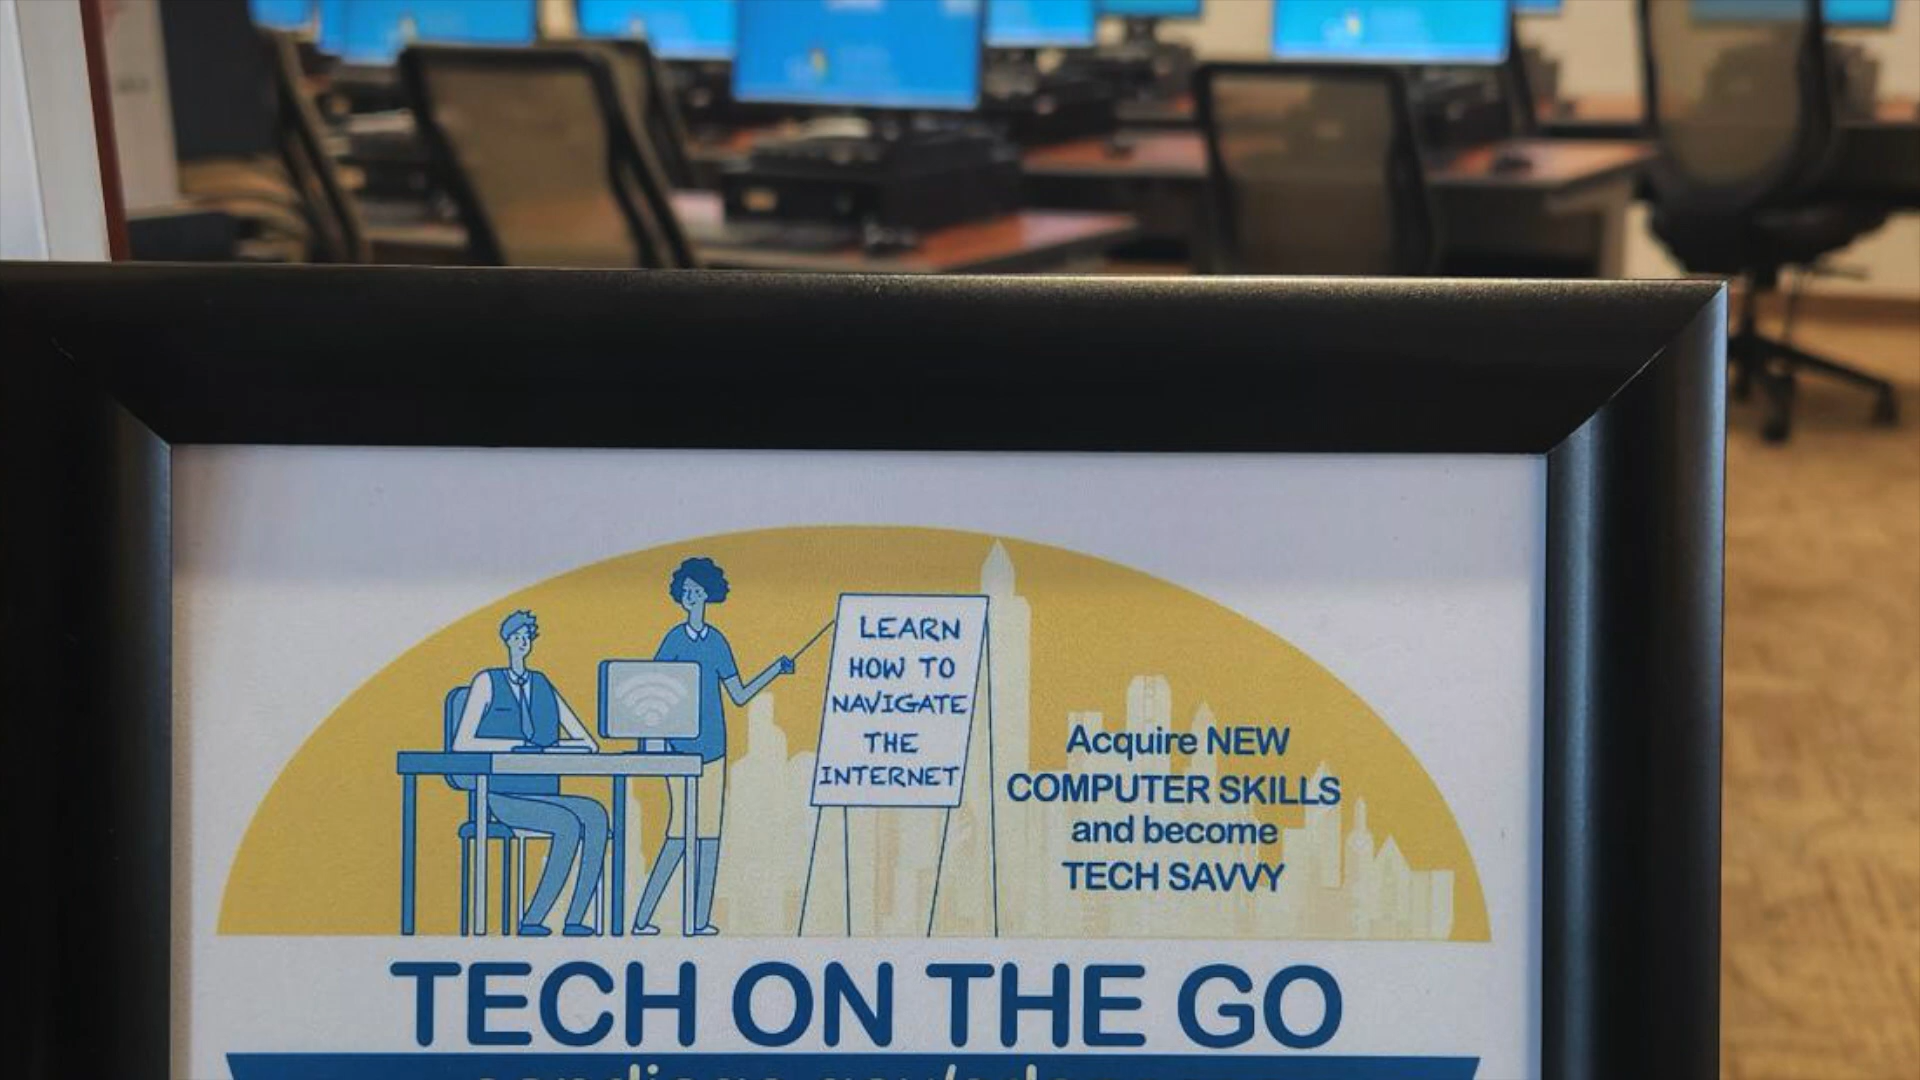 LEARN
HOW TO
NAVIGATE
THE
INTERNET
Acquire NEW
COMPUTER SKILLS
and become
TECH SAVVY
TECH ON THE GO